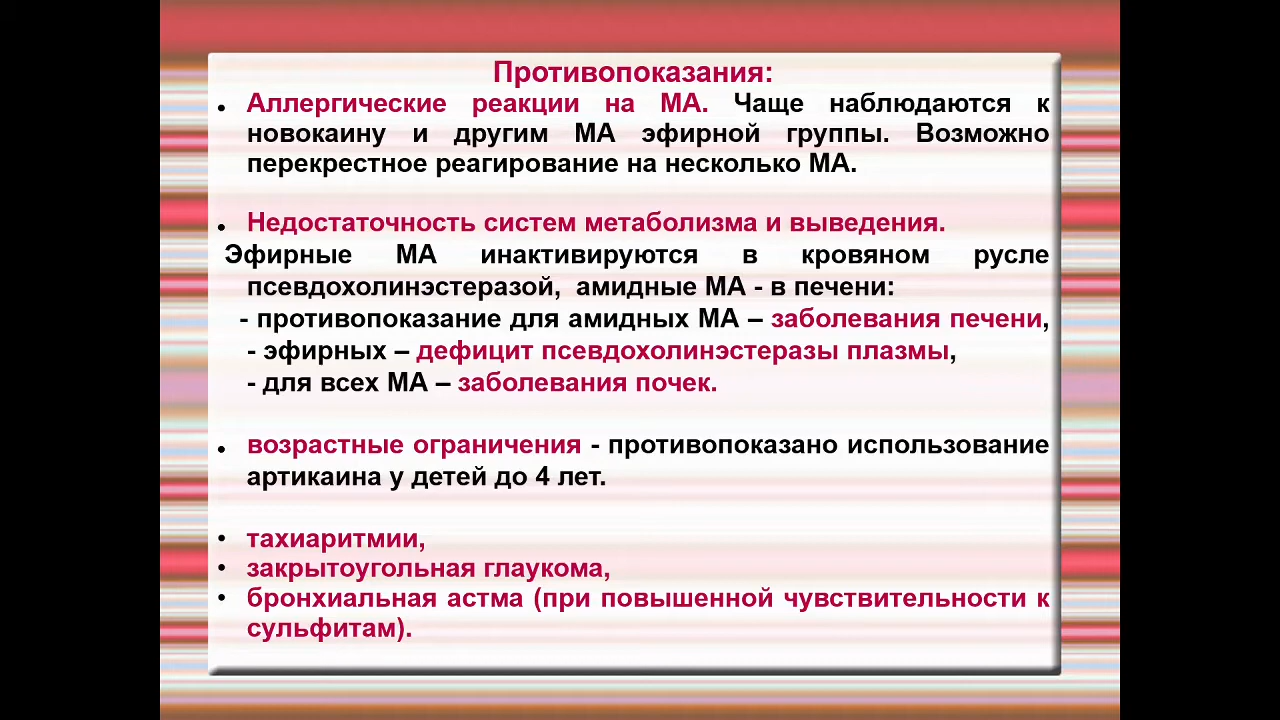 Противопоказания:
• Аллергические реакции на МА. Чаще наблюдаются к
новокаину и другим МА эфирной группы. Возможно
перекрестное реагирование на несколько МА.
• Недостаточность систем метаболизма и выведения.
Эфирные МА инактивируются в кровяном русле
псевдохолинэстеразой, амидные МА - в печени:
- противопоказание для амидных МА – заболевания печени,
- эфирных – дефицит псевдохолинэстеразы плазмы,
- для всех МА – заболевания почек.
• возрастные ограничения - противопоказано использование
артикаина у детей до 4 лет.
• тахиаритмии,
• закрытоугольная глаукома,
• бронхиальная астма (при повышенной чувствительности к
сульфитам).